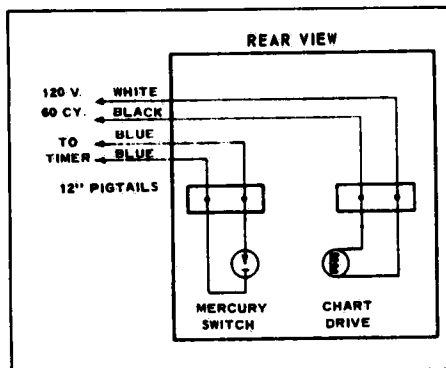 REAR VIEW
120 V. WHITE
60 CY. BLACK
TO BLUE
TIMER BLUE
12" PIGTAILS
MERCURY SWITCH
CHART DRIVE